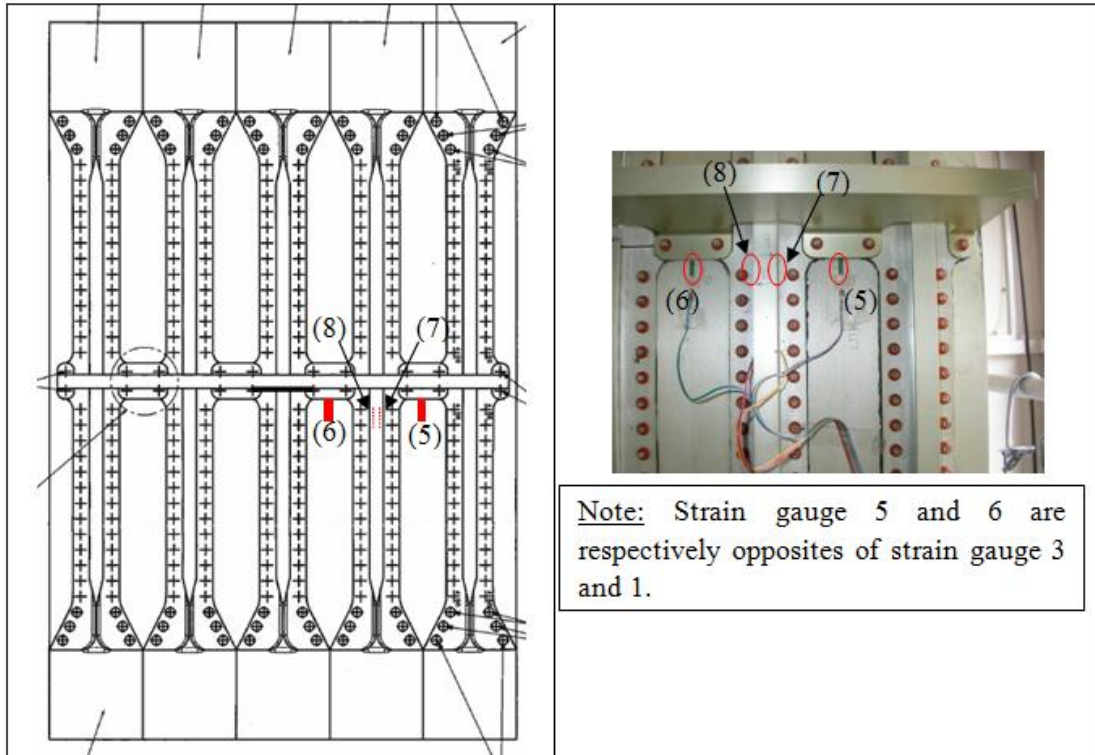 (8)
(7)
(6)
(5)
(8)
(7)
(6)
(5)
Note: Strain gauge 5 and 6 are
respectively opposites of strain gauge 3
and 1.